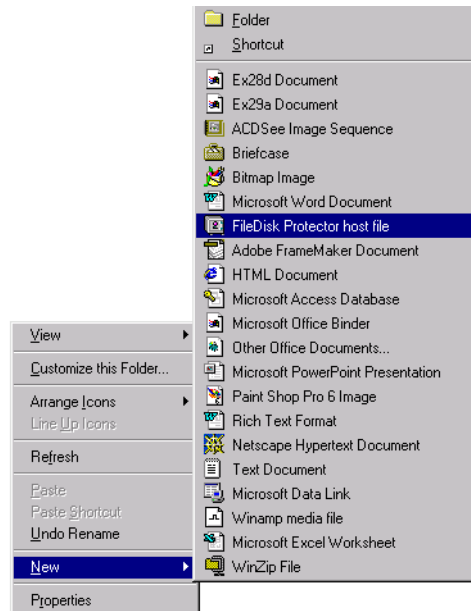 Folder
Shortcut
Ex28d Document
Ex29a Document
ACDSee Image Sequence
Briefcase
Bitmap Image
Microsoft Word Document
FileDisk Protector host file
Adobe FrameMaker Document
HTML Document
Microsoft Access Database
Microsoft Office Binder
Other Office Documents...
Microsoft PowerPoint Presentation
Paint Shop Pro 6 Image
Rich Text Format
Netscape Hypertext Document
Text Document
Microsoft Data Link
Winamp media file
Microsoft Excel Worksheet
WinZip File
View
Customize this Folder...
Arrange Icons
Line Up Icons
Refresh
Paste
Paste Shortcut
Undo Rename
New
Properties